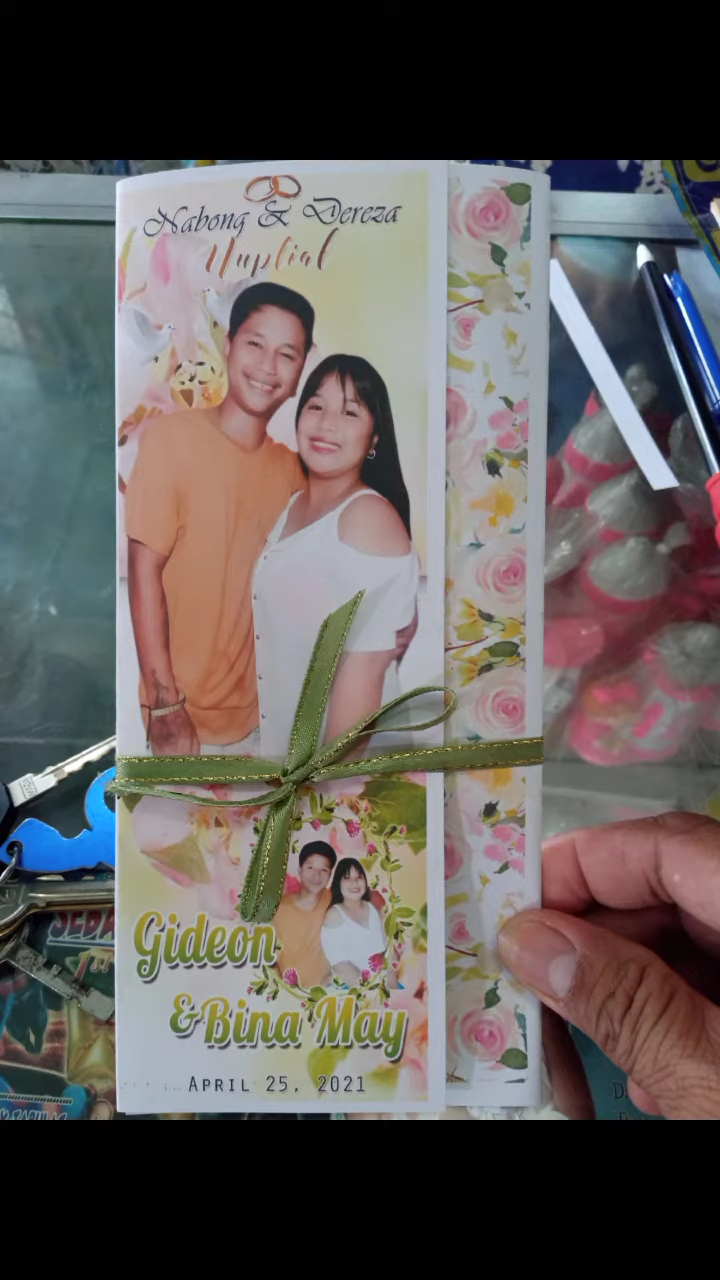 Nabong & Dereza
Nuptial
Gideon
& Bina May
APRIL 25, 2021